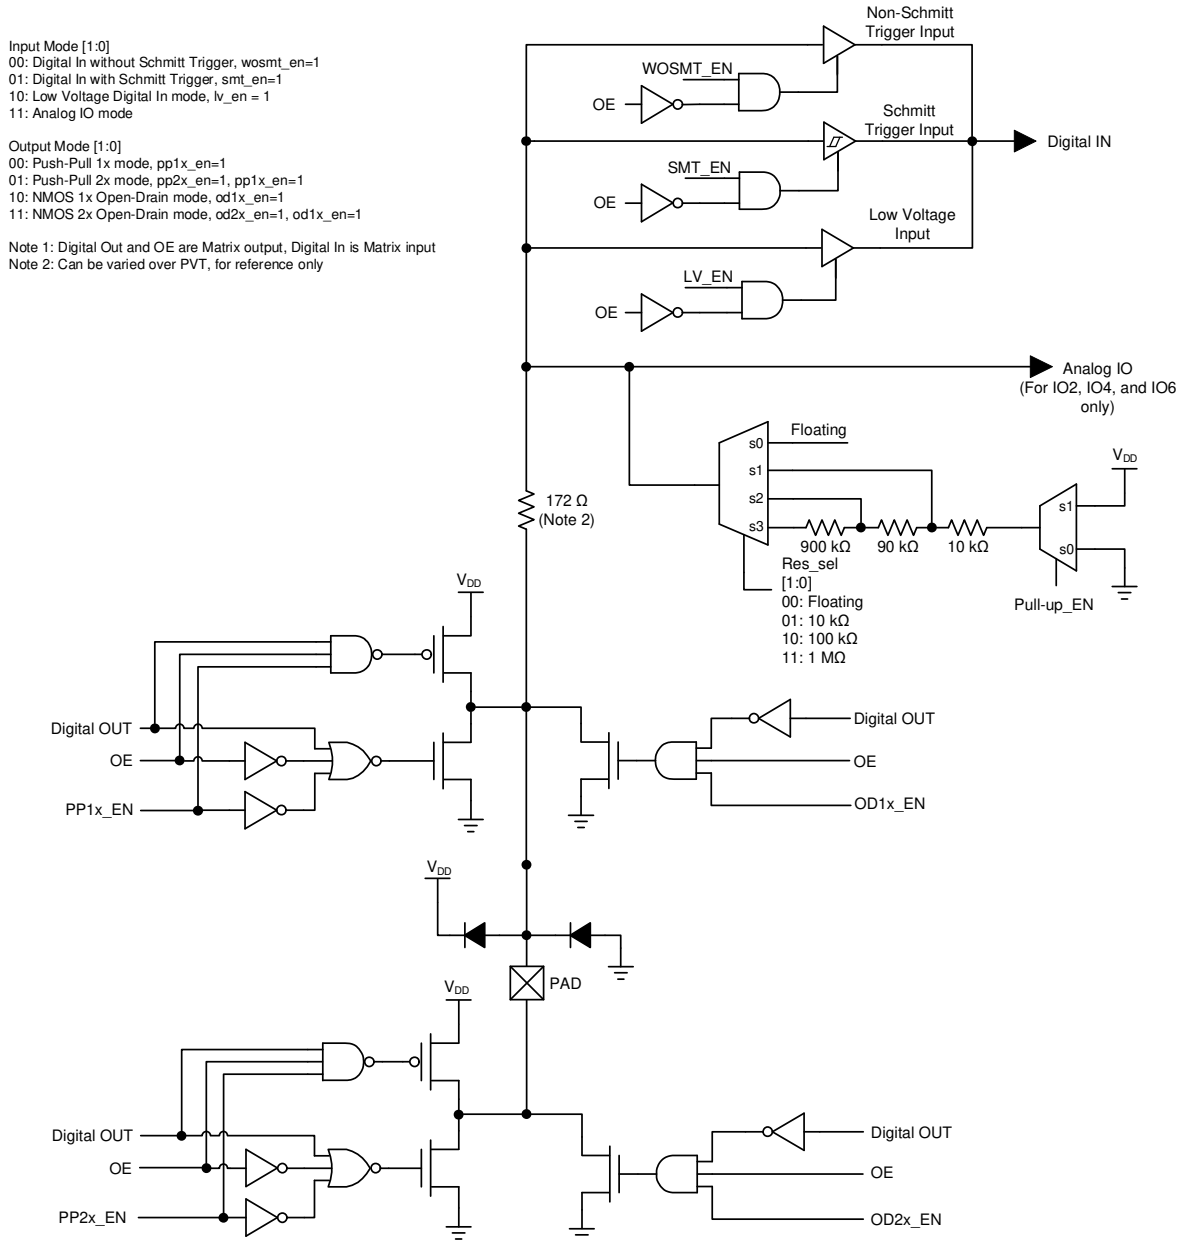 Input Mode [1:0]
00: Digital In without Schmitt Trigger, wosmt_en=1
01: Digital In with Schmitt Trigger, smt_en=1
10: Low Voltage Digital In mode, lv_en = 1
11: Analog IO mode
Output Mode [1:0]
00: Push-Pull 1x mode, pp1x_en=1
01: Push-Pull 2x mode, pp2x_en=1, pp1x_en=1
10: NMOS 1x Open-Drain mode, od1x_en=1
11: NMOS 2x Open-Drain mode, od2x_en=1, od1x_en=1
Note 1: Digital Out and OE are Matrix output, Digital In is Matrix input
Note 2: Can be varied over PVT, for reference only
Non-Schmitt
Trigger Input
WOSMT_EN
OE
Schmitt
Trigger Input
Digital IN
SMT_EN
OE
Low Voltage
Input
LV_EN
OE
Analog IO
(For IO2, IO4, and IO6
only)
s0
Floating
s1
s2
s3
VDD
s1
s0
172 Ω
(Note 2)
900 kΩ
90 kΩ
10 kΩ
Pull-up_EN
Res_sel
[1:0]
00: Floating
01: 10 kΩ
10: 100 kΩ
11: 1 MΩ
VDD
Digital OUT
OE
PP1x_EN
Digital OUT
OE
OD1x_EN
VDD
PAD
VDD
Digital OUT
OE
PP2x_EN
Digital OUT
OE
OD2x_EN